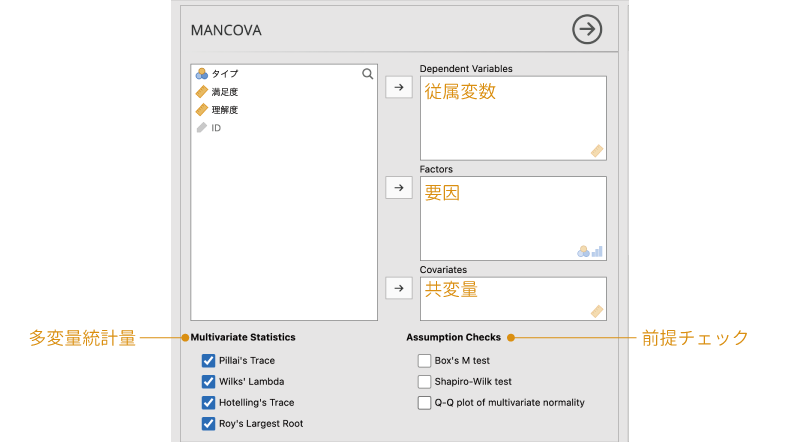 MANCOVA
タイプ
満足度
理解度
ID
Dependent Variables
従属変数
Factors
要因
Covariates
共変量
多変量統計量
Multivariate Statistics
Pillai's Trace
Wilks' Lambda
Hotelling's Trace
Roy's Largest Root
Assumption Checks
前提チェック
Box's M test
Shapiro-Wilk test
Q-Q plot of multivariate normality